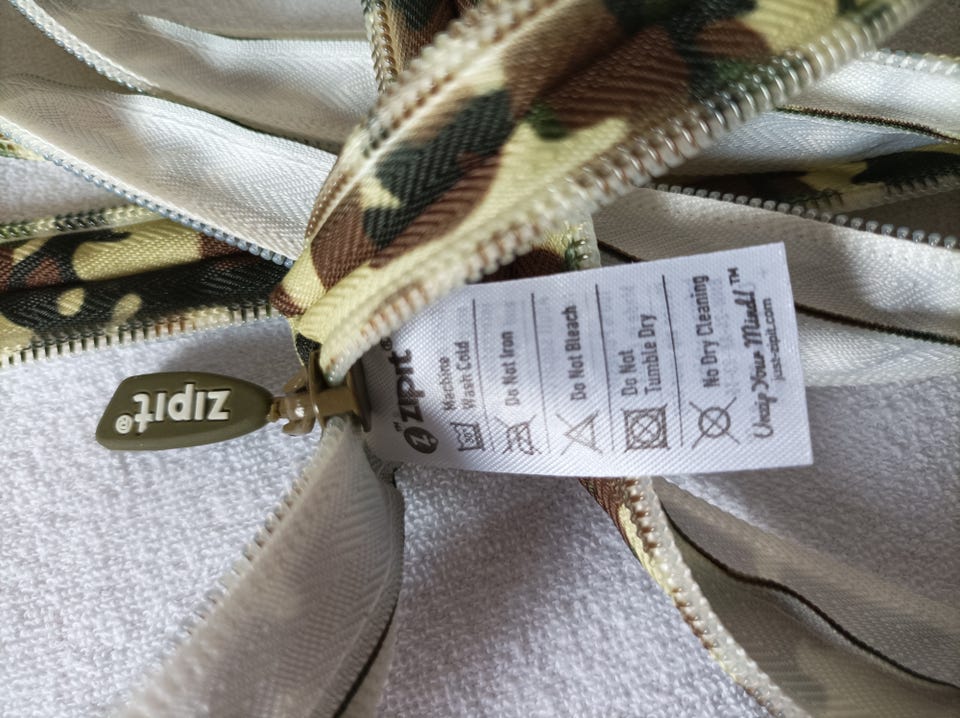 zipit®
zipit®
Machine
Wash Cold
Do Not Iron
Do Not Bleach
Do Not
Tumble Dry
No Dry Cleaning
Unzip Your Mind!™
just-zipit.com